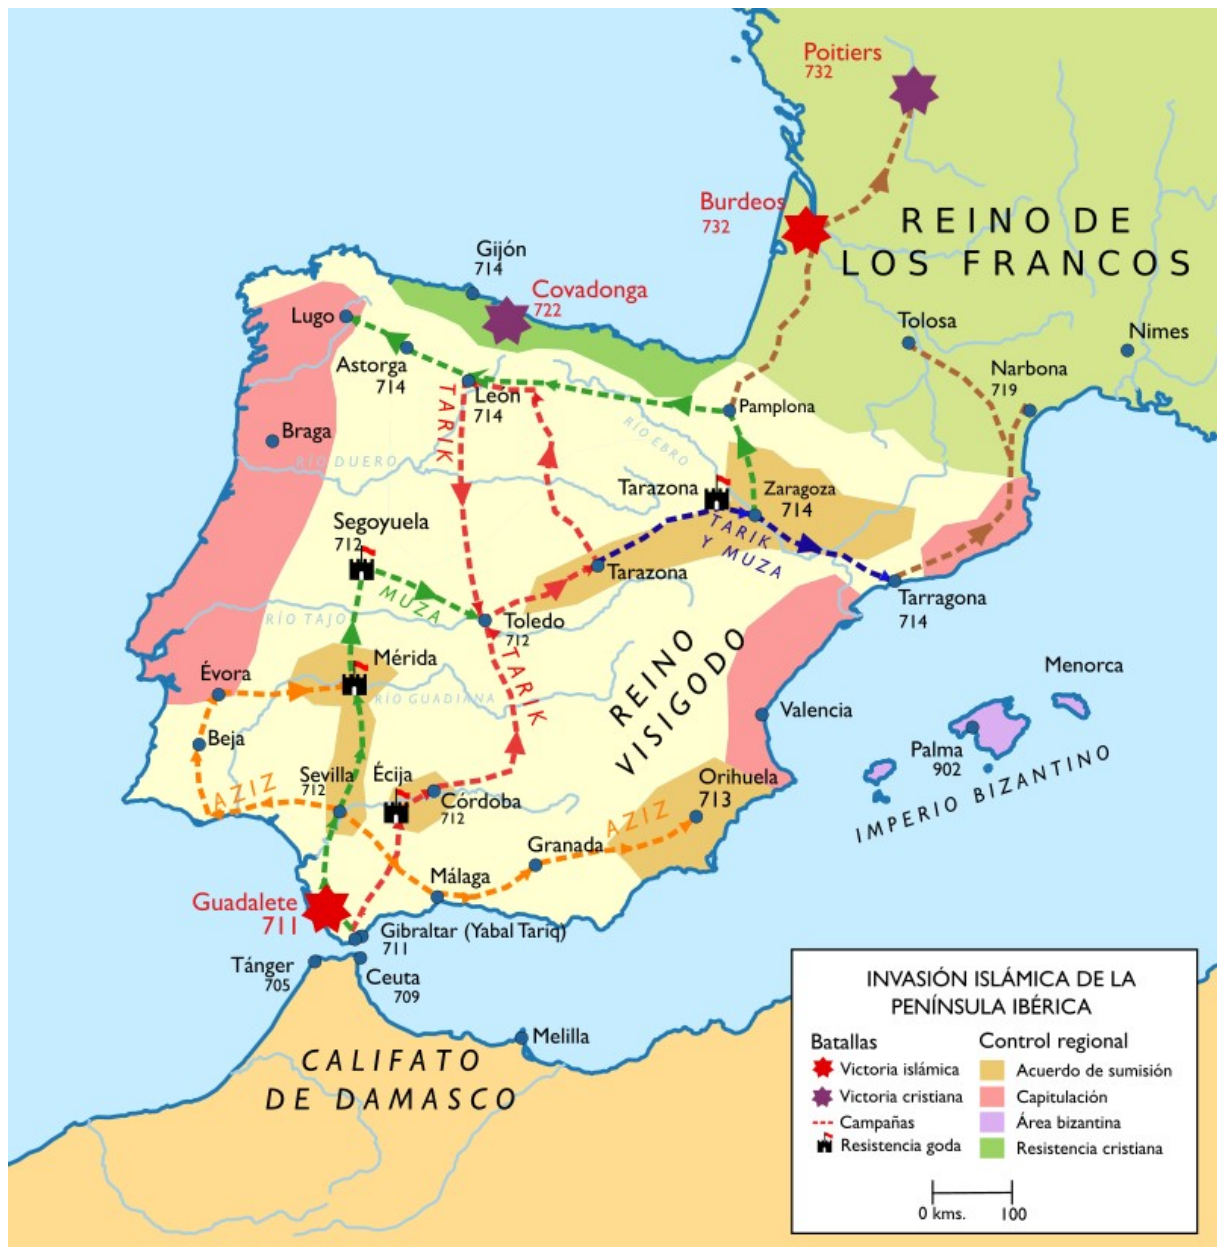 Poitiers
732
Burdeos
732
REINO DE
LOS FRANCOS
Gijón
714
Covadonga
722
Lugo
Tolosa
Nimes
Astorga
714
León
714
TARIK
Narbona
719
Pamplona
Braga
RÍO DUERO
RÍO EBRO
Tarazona
Zaragoza
714
Segoyuela
712
TARIK
Y MUZA
Tarazona
MUZA
Tarragona
714
RÍO TAJO
Toledo
712
TARIK
REINO
VISIGODO
Mérida
Évora
RÍO GUADIANA
Menorca
Valencia
Beja
Palma
902
IMPERIO BIZANTINO
Sevilla
712
Écija
Córdoba
712
Orihuela
713
AZIZ
AZIZ
Granada
Málaga
Guadalete
711
Gibraltar (Yabal Tariq)
711
Tánger
705
Ceuta
709
Melilla
CALIFATO
DE DAMASCO
INVASIÓN ISLÁMICA DE LA
PENÍNSULA IBÉRICA
Batallas
Victoria islámica
Victoria cristiana
Campañas
Resistencia goda
Control regional
Acuerdo de sumisión
Capitulación
Área bizantina
Resistencia cristiana
0 kms. 100